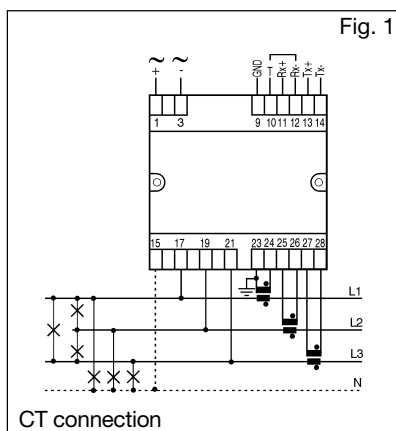 Fig. 1
~ ~
+ -
GND T Rx+ Rx- Tx+ Tx-
1 3 9 10 11 12 13 14
15 17 19 21 23 24 25 26 27 28
L1
L2
L3
N
CT connection